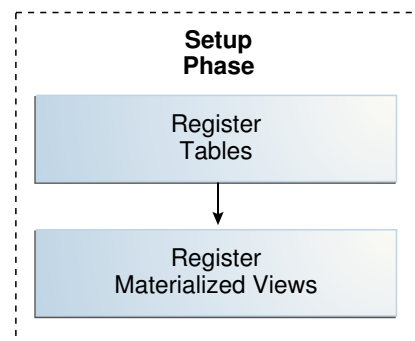 Setup
Phase
Register
Tables
Register
Materialized Views